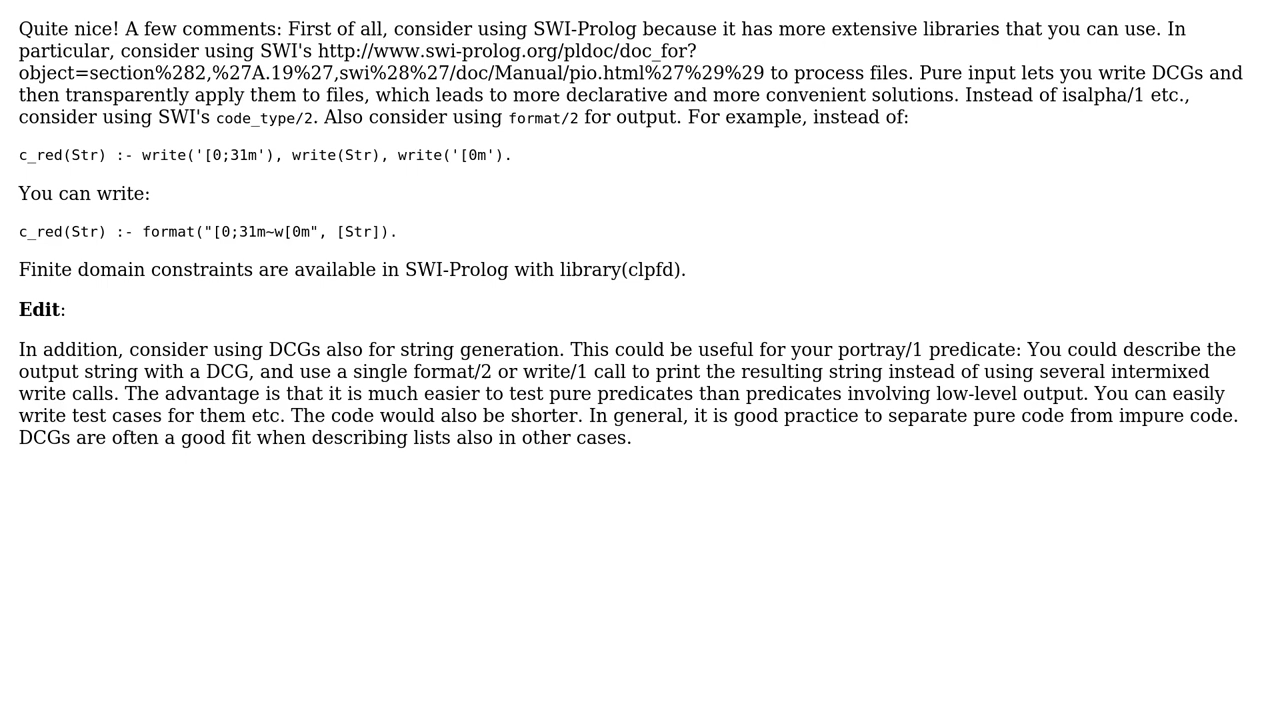 Quite nice! A few comments: First of all, consider using SWI-Prolog because it has more extensive libraries that you can use. In
particular, consider using SWI's http://www.swi-prolog.org/pldoc/doc_for?
object=section%282,%27A.19%27,swi%28%27/doc/Manual/pio.html%27%29%29 to process files. Pure input lets you write DCGs and
then transparently apply them to files, which leads to more declarative and more convenient solutions. Instead of isalpha/1 etc.,
consider using SWI's code_type/2. Also consider using format/2 for output. For example, instead of:
c_red(Str) :- write('[0;31m'), write(Str), write('[0m').
You can write:
c_red(Str) :- format("[0;31m~w[0m", [Str]).
Finite domain constraints are available in SWI-Prolog with library(clpfd).
Edit:
In addition, consider using DCGs also for string generation. This could be useful for your portray/1 predicate: You could describe the
output string with a DCG, and use a single format/2 or write/1 call to print the resulting string instead of using several intermixed
write calls. The advantage is that it is much easier to test pure predicates than predicates involving low-level output. You can easily
write test cases for them etc. The code would also be shorter. In general, it is good practice to separate pure code from impure code.
DCGs are often a good fit when describing lists also in other cases.